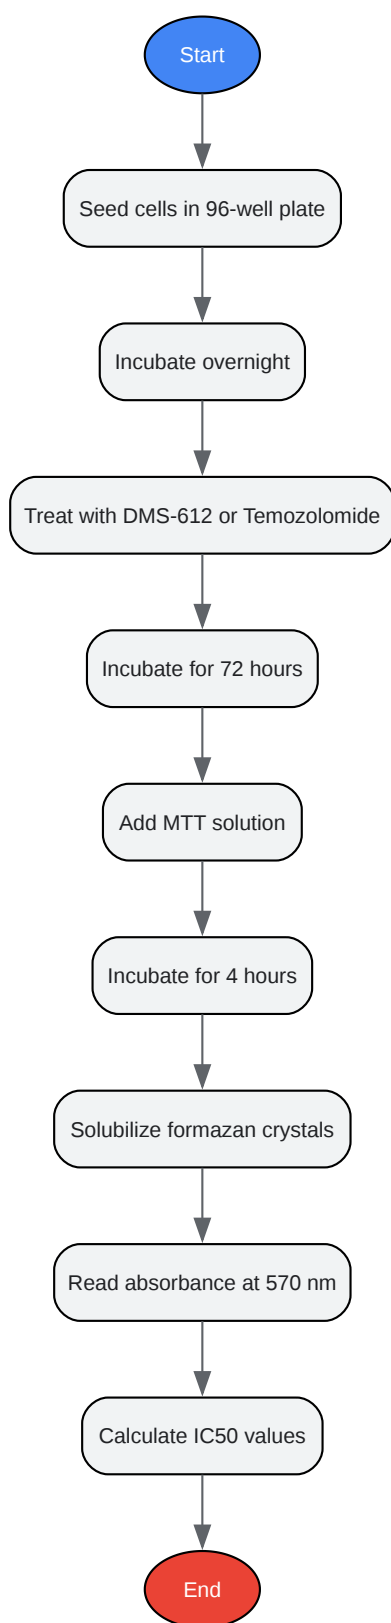 Start
Seed cells in 96-well plate
Incubate overnight
Treat with DMS-612 or Temozolomide
Incubate for 72 hours
Add MTT solution
Incubate for 4 hours
Solubilize formazan crystals
Read absorbance at 570 nm
Calculate IC50 values
End